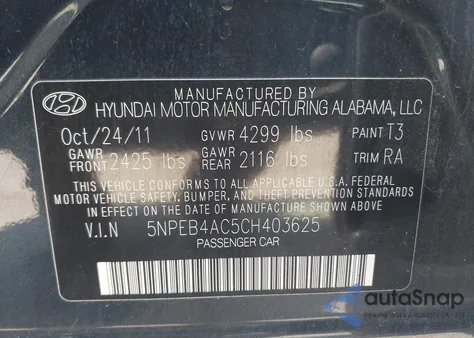 MANUFACTURED BY
HYUNDAI MOTOR MANUFACTURING ALABAMA, LLC
Oct/24/11 GVWR 4299 lbs PAINT T3
GAWR FRONT 2425 lbs GAWR REAR 2116 lbs TRIM RA
THIS VEHICLE CONFORMS TO ALL APPLICABLE U.S.A. FEDERAL
MOTOR VEHICLE SAFETY, BUMPER, AND THEFT PREVENTION STANDARDS
IN EFFECT ON THE DATE OF MANUFACTURE SHOWN ABOVE.
V.I.N 5NPEB4AC5CH403625
PASSENGER CAR
autoSnap